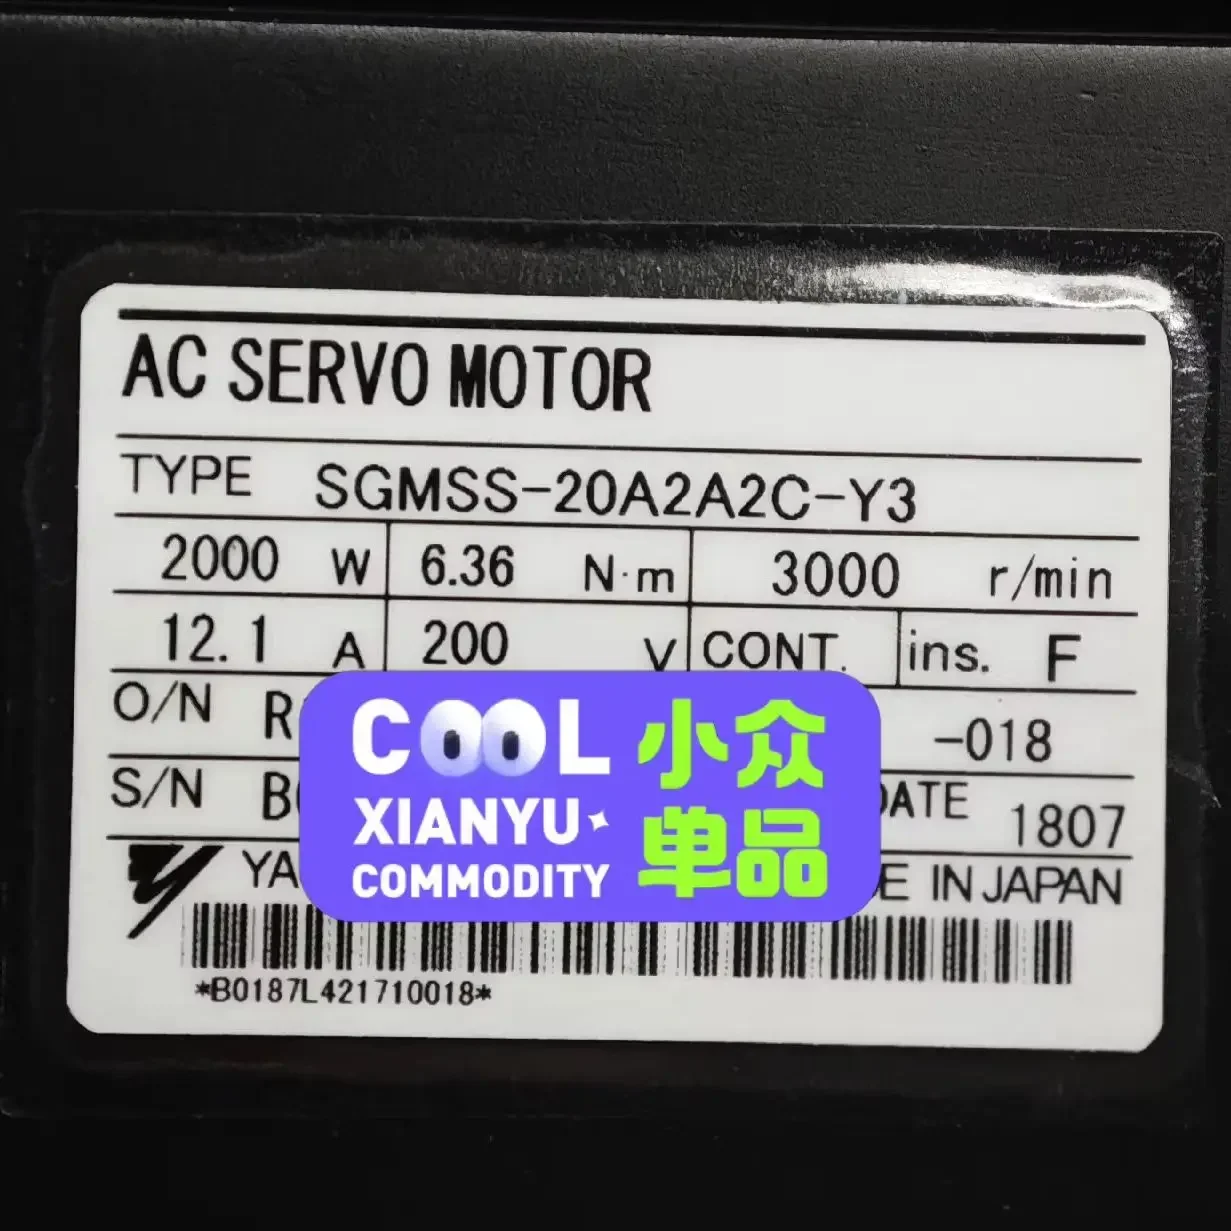 AC SERVO MOTOR
TYPE SGMSS-20A2A2C-Y3
2000 W 6.36 N·m 3000 r/min
12.1 A 200 V CONT. ins. F
O/N R -018
S/N B DATE 1807
YA E IN JAPAN
*B0187L421710018*
COOL 小众
XIANYU
单品
COMMODITY